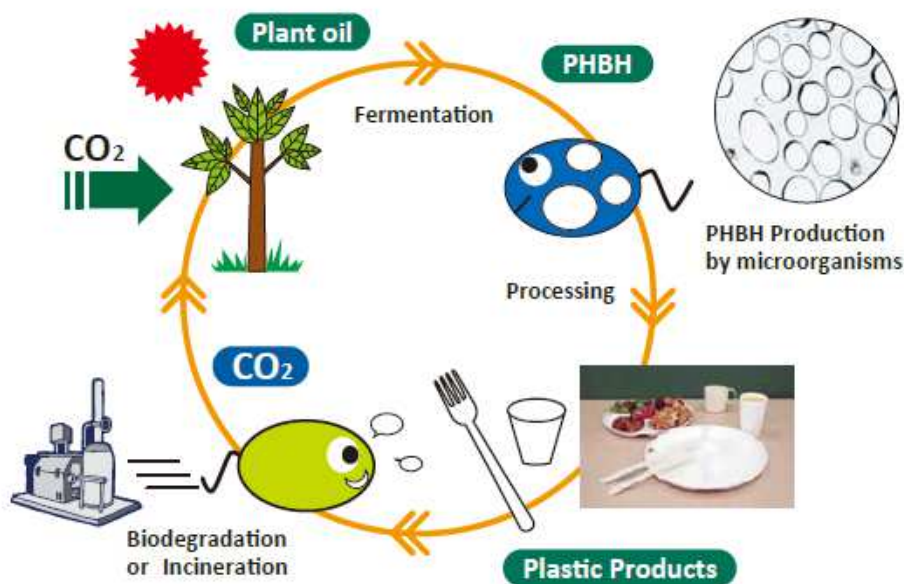 Plant oil
PHBH
Fermentation
CO₂
PHBH Production
by microorganisms
Processing
CO₂
Biodegradation
or Incineration
Plastic Products